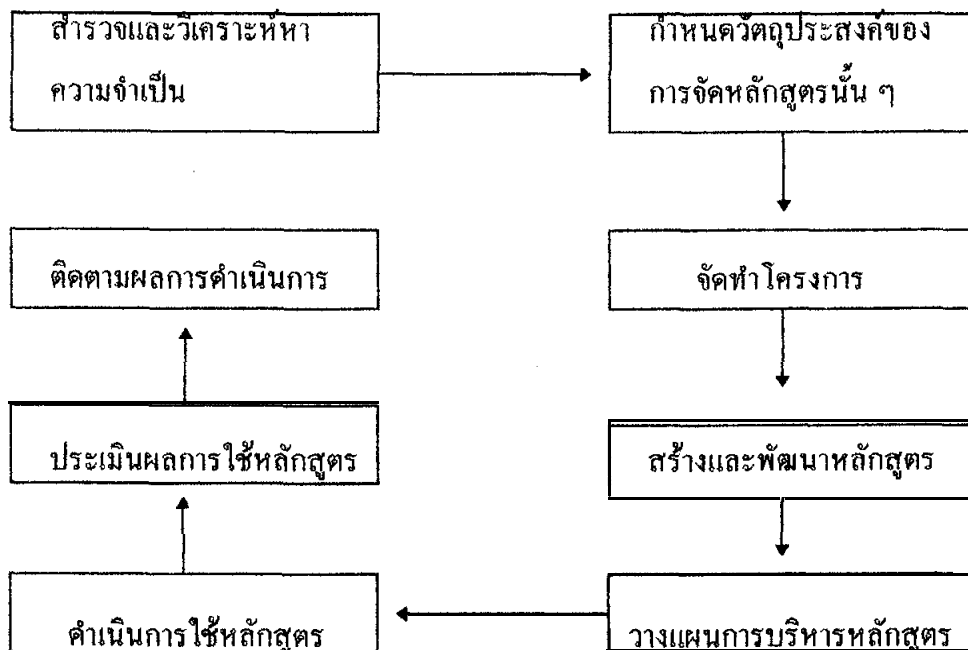 สำรวจและวิเคราะห์หา
ความจำเป็น
กำหนดวัตถุประสงค์ของ
การจัดหลักสูตรนั้น ๆ
ติดตามผลการดำเนินการ
จัดทำโครงการ
ประเมินผลการใช้หลักสูตร
สร้างและพัฒนาหลักสูตร
ดำเนินการใช้หลักสูตร
วางแผนการบริหารหลักสูตร